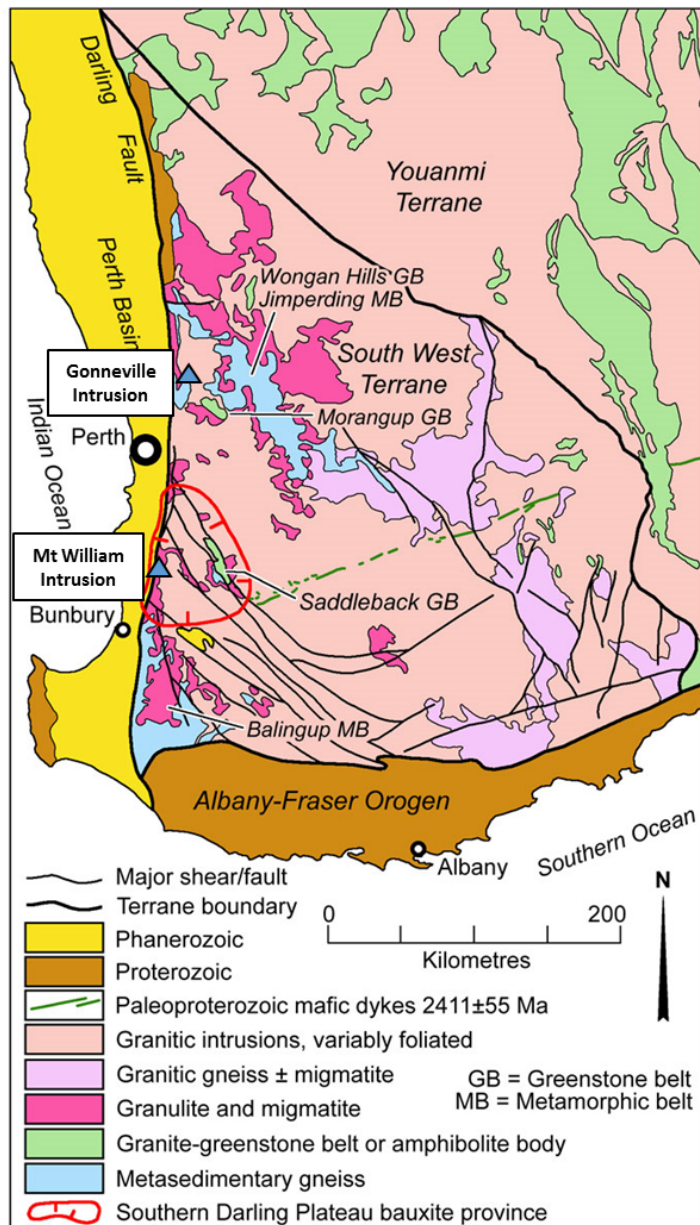 Darling
Fault
Perth Basin
Indian Ocean
Youanmi
Terrane
Wongan Hills GB
Jimperding MB
South West
Terrane
Gonneville
Intrusion
Morangup GB
Perth
Mt William
Intrusion
Saddleback GB
Bunbury
Balingup MB
Albany-Fraser Orogen
Albany
Southern Ocean
Major shear/fault
Terrane boundary
0
200
Kilometres
N
Phanerozoic
Proterozoic
Paleoproterozoic mafic dykes 2411±55 Ma
Granitic intrusions, variably foliated
Granitic gneiss ± migmatite
GB = Greenstone belt
MB = Metamorphic belt
Granulite and migmatite
Granite-greenstone belt or amphibolite body
Metasedimentary gneiss
Southern Darling Plateau bauxite province